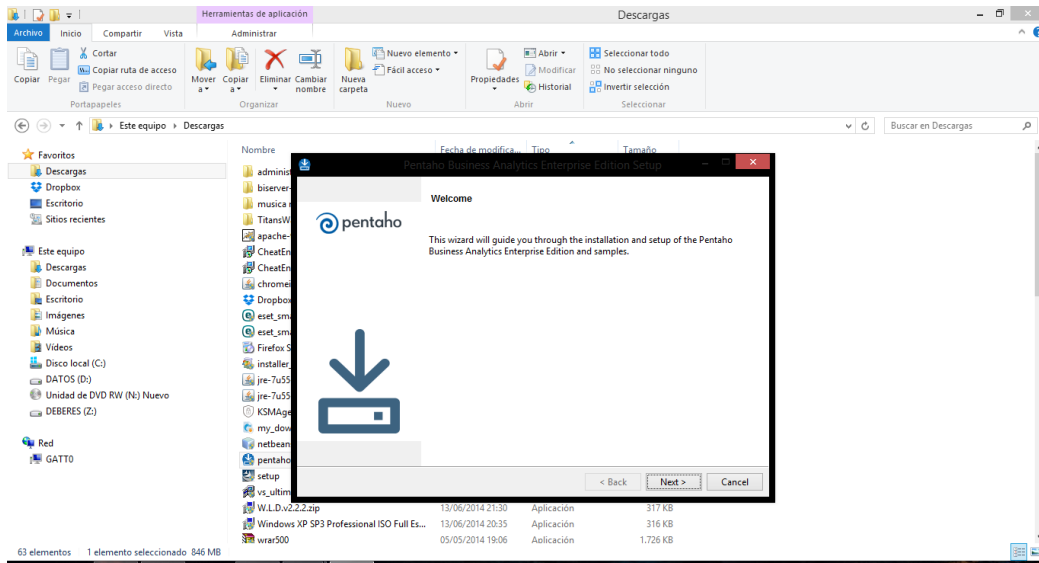 Herramientas de aplicación
Descargas
Archivo Inicio Compartir Vista Administrar
Copiar
Pegar
Cortar
Copiar ruta de acceso
Pegar acceso directo
Mover a
Copiar a
Eliminar
Cambiar nombre
Nueva carpeta
Nuevo elemento
Fácil acceso
Propiedades
Abrir
Modificar
Historial
Seleccionar todo
No seleccionar ninguno
Invertir selección
Portapapeles Organizar Nuevo Abrir Seleccionar
Este equipo Descargas
Buscar en Descargas
Favoritos
Descargas
Dropbox
Escritorio
Sitios recientes
Este equipo
Descargas
Documentos
Escritorio
Imágenes
Música
Vídeos
Disco local (C:)
DATOS (D:)
Unidad de DVD RW (N:) Nuevo
DEBERES (Z:)
Red
GATTO
Nombre Fecha de modifica... Tipo Tamaño
administ
biserver-
musica
TitansW
apache-
CheatEn
CheatEn
chromei
Dropbox
eset_sm
eset_sm
Firefox S
installer_
jre-7u55
jre-7u55
KSMAge
my_dow
netbean
pentaho
setup
vs_ultim
W.L.D.v2.2.2.zip 13/06/2014 21:30 Aplicación 317 KB
Windows XP SP3 Professional ISO Full Es... 13/06/2014 20:35 Aplicación 316 KB
wrar500 05/05/2014 19:06 Aplicación 1.726 KB
Pentaho Business Analytics Enterprise Edition Setup
pentaho
Welcome
This wizard will guide you through the installation and setup of the Pentaho
Business Analytics Enterprise Edition and samples.
< Back Next > Cancel
63 elementos 1 elemento seleccionado 846 MB